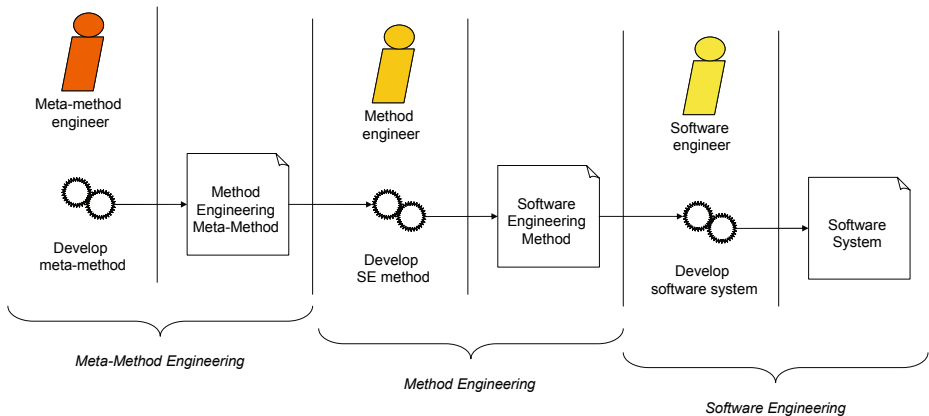 Meta-method
engineer
Method
engineer
Software
engineer
Method
Engineering
Meta-Method
Software
Engineering
Method
Software
System
Develop
meta-method
Develop
SE method
Develop
software system
Meta-Method Engineering
Method Engineering
Software Engineering